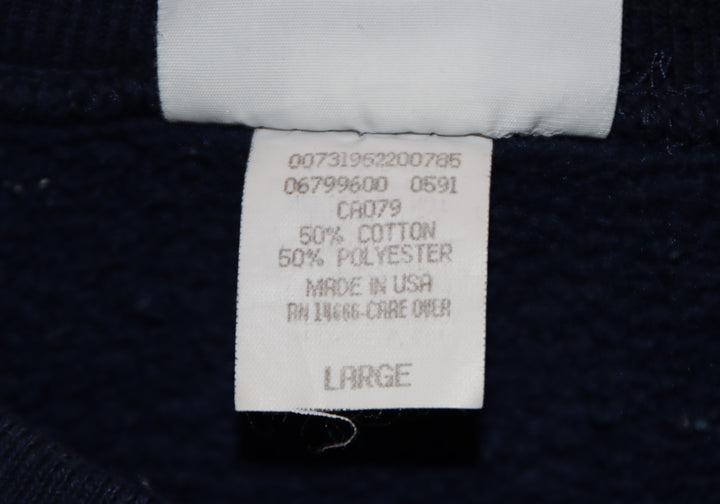 00731962200785
06799600 0591
CA079
50% COTTON
50% POLYESTER
MADE IN USA
RN 14666-CARE OVER
LARGE